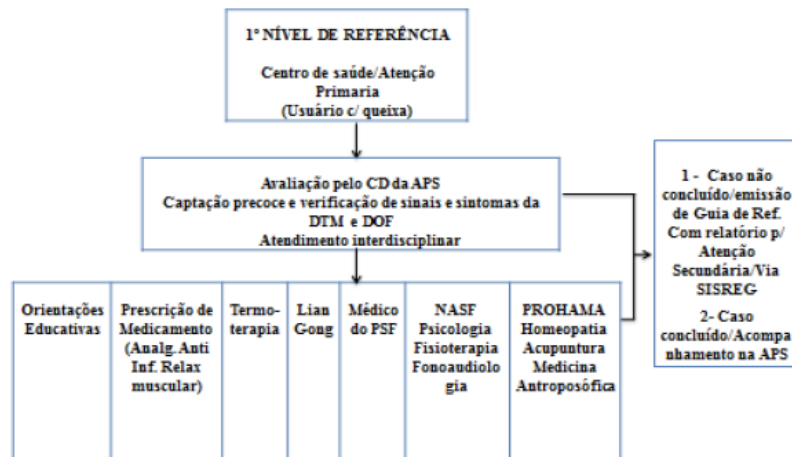 1º NÍVEL DE REFERÊNCIA
Centro de saúde/Atenção
Primaria
(Usuário c/ queixa)
Avaliação pelo CD da APS
Captação precoce e verificação de sinais e sintomas da
DTM e DOF
Atendimento interdisciplinar
1 - Caso não
concluído/emissão
de Guia de Ref.
Com relatório p/
Atenção
Secundária/Via
SISREG
2- Caso
concluído/Acompa
nhamento na APS
Orientações
Educativas
Prescrição de
Medicamento
(Analg. Anti
Inf. Relax
muscular)
Termo-
terapia
Lian
Gong
Médico
do PSF
NASF
Psicologia
Fisioterapia
Fonoaudiolo
gia
PROHAMA
Homeopatia
Acupuntura
Medicina
Antroposófica